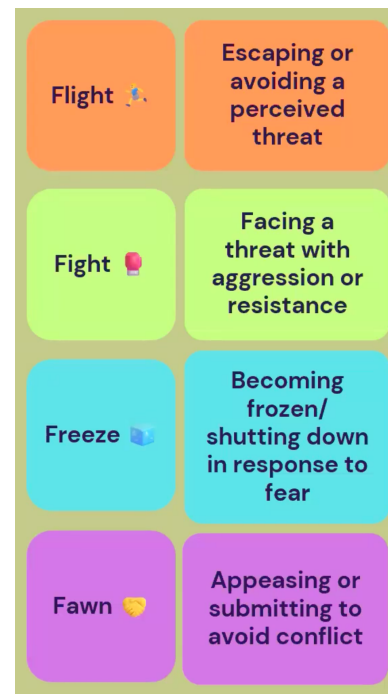 Flight
Escaping or
avoiding a
perceived
threat
Fight
Facing a
threat with
aggression or
resistance
Freeze
Becoming
frozen/
shutting down
in response to
fear
Fawn
Appeasing or
submitting to
avoid conflict